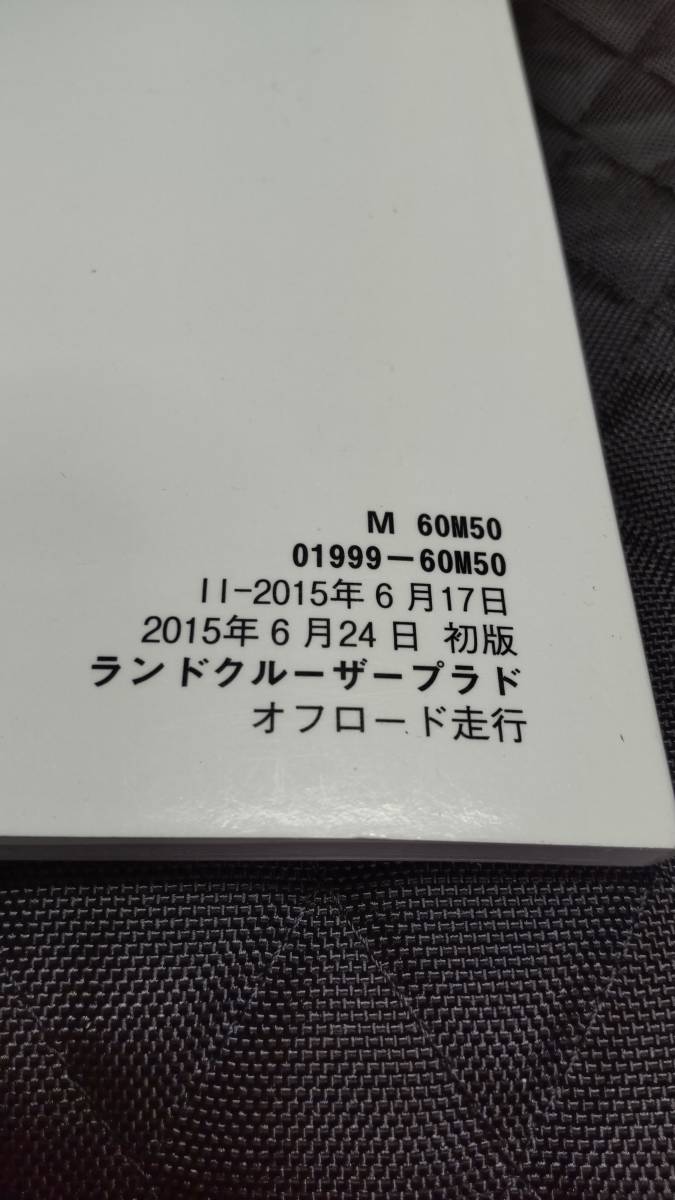 M 60M50
01999-60M50
II-2015年6月17日
2015年6月24日 初版
ランドクルーザープラド
オフロード走行